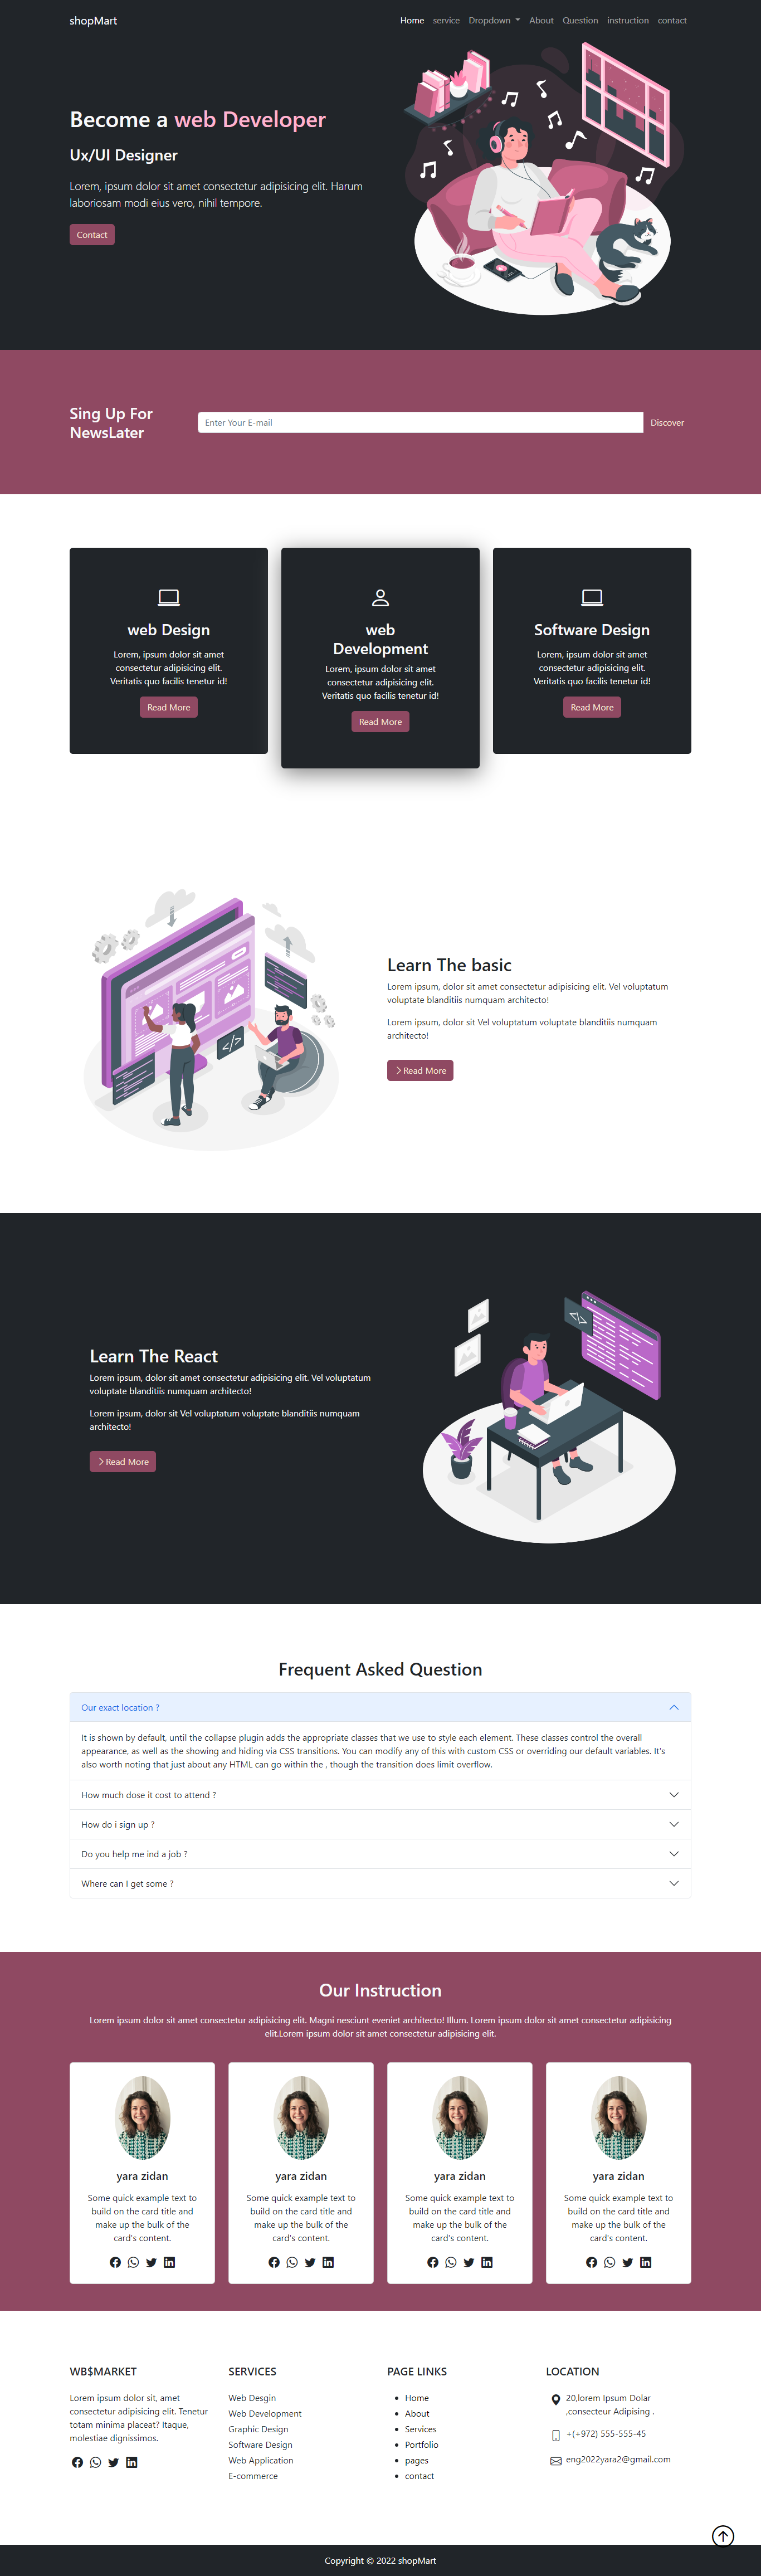 shopMart
Home service Dropdown About Question instruction contact
Become a web Developer
Ux/UI Designer
Lorem, ipsum dolor sit amet consectetur adipisicing elit. Harum
laboriosam modi eius vero, nihil tempore.
Contact
Sing Up For
NewsLater
Enter Your E-mail
Discover
web Design
Lorem, ipsum dolor sit amet
consectetur adipisicing elit.
Veritatis quo facilis tenetur id!
Read More
web
Development
Lorem, ipsum dolor sit amet
consectetur adipisicing elit.
Veritatis quo facilis tenetur id!
Read More
Software Design
Lorem, ipsum dolor sit amet
consectetur adipisicing elit.
Veritatis quo facilis tenetur id!
Read More
</>
Learn The basic
Lorem ipsum, dolor sit amet consectetur adipisicing elit. Vel voluptatum
voluptate blanditiis numquam architecto!
Lorem ipsum, dolor sit Vel voluptatum voluptate blanditiis numquam
architecto!
Read More
Learn The React
Lorem ipsum, dolor sit amet consectetur adipisicing elit. Vel voluptatum
voluptate blanditiis numquam architecto!
Lorem ipsum, dolor sit Vel voluptatum voluptate blanditiis numquam
architecto!
Read More
Frequent Asked Question
Our exact location ?
It is shown by default, until the collapse plugin adds the appropriate classes that we use to style each element. These classes control the overall
appearance, as well as the showing and hiding via CSS transitions. You can modify any of this with custom CSS or overriding our default variables. It's
also worth noting that just about any HTML can go within the , though the transition does limit overflow.
How much dose it cost to attend ?
How do i sign up ?
Do you help me ind a job ?
Where can I get some ?
Our Instruction
Lorem ipsum dolor sit amet consectetur adipisicing elit. Magni nesciunt eveniet architecto! Illum. Lorem ipsum dolor sit amet consectetur adipisicing
elit.Lorem ipsum dolor sit amet consectetur adipisicing elit.
yara zidan
Some quick example text to
build on the card title and
make up the bulk of the
card's content.
yara zidan
Some quick example text to
build on the card title and
make up the bulk of the
card's content.
yara zidan
Some quick example text to
build on the card title and
make up the bulk of the
card's content.
yara zidan
Some quick example text to
build on the card title and
make up the bulk of the
card's content.
WB$MARKET
Lorem ipsum dolor sit, amet
consectetur adipisicing elit. Tenetur
totam minima placeat? Itaque,
molestiae dignissimos.
SERVICES
Web Desgin
Web Development
Graphic Design
Software Design
Web Application
E-commerce
PAGE LINKS
Home
About
Services
Portfolio
pages
contact
LOCATION
20,lorem Ipsum Dolar
,consecteur Adipising .
+(+972) 555-555-45
eng2022yara2@gmail.com
Copyright © 2022 shopMart